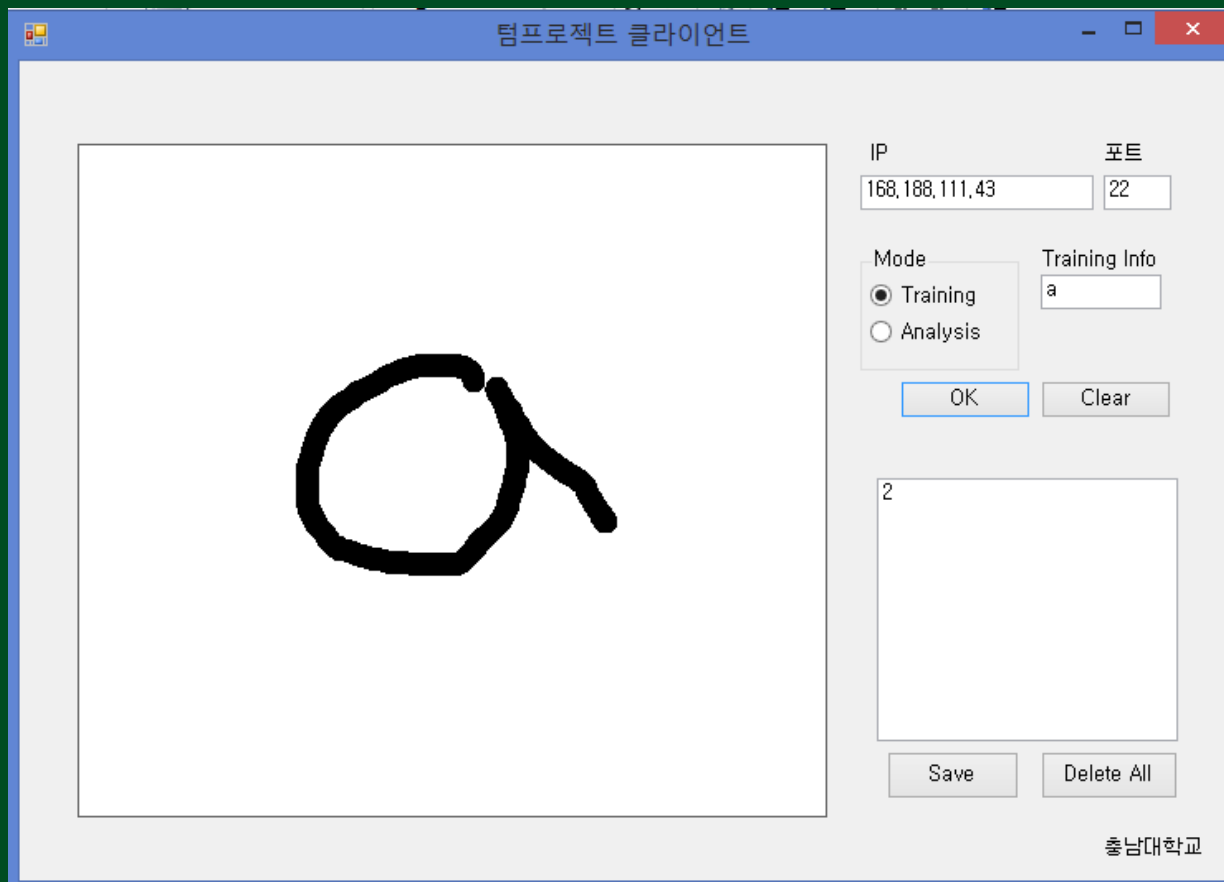 텀프로젝트 클라이언트
IP 포트
168,188,111,43 22
Mode Training Info
Training a
Analysis
OK Clear
a
2
Save Delete All
충남대학교